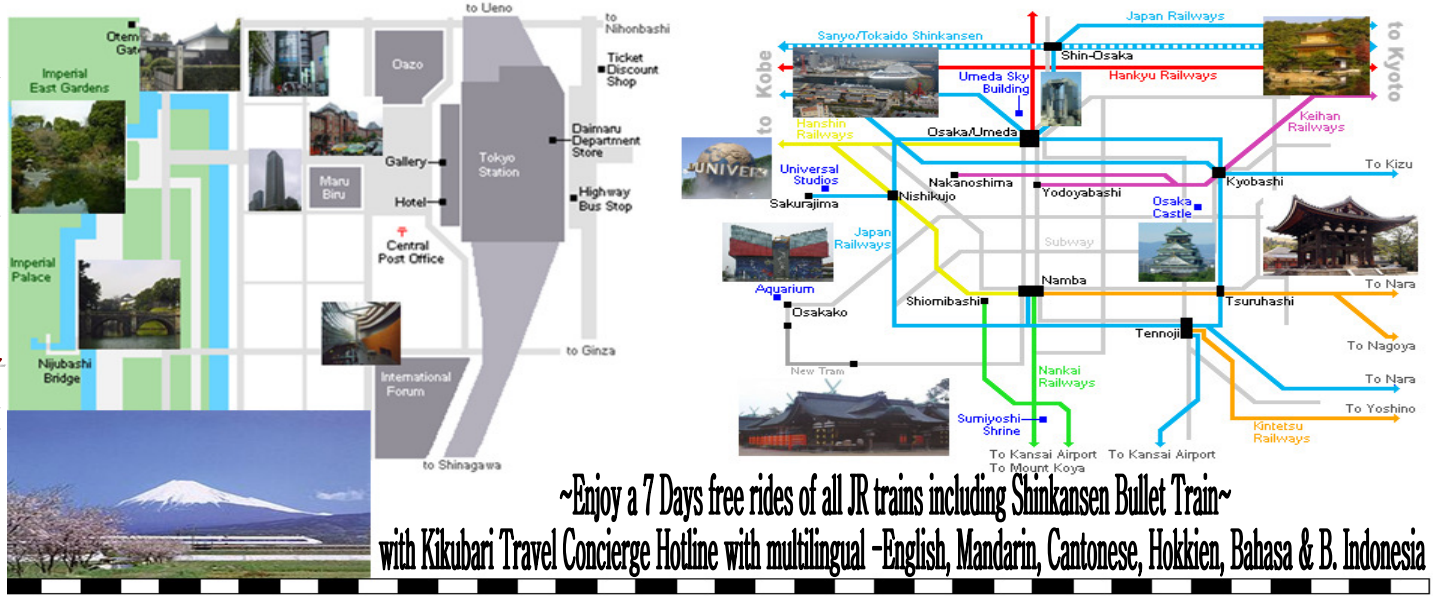 to Ueno
to
Nihonbashi
Otem
Gate
Imperial
East Gardens
Oazo
Ticket
Discount
Shop
Daimaru
Department
Store
Gallery
Tokyo
Station
Maru
Biru
Hotel
Highway
Bus Stop
Central
Post Office
Imperial
Palace
Nijubashi
Bridge
to Ginza
International
Forum
to Shinagawa
Japan Railways
Sanyo/Tokaido Shinkansen
Shin-Osaka
Hankyu Railways
to Kobe
to Kyoto
Umeda Sky
Building
Hanshin
Railways
Osaka/Umeda
Keihan
Railways
UNIVERS
Universal
Studios
Sakurajima
Nishikujo
Nakanoshima
Yodoyabashi
Kyobashi
To Kizu
Osaka
Castle
Japan
Railways
Subway
Aquarium
Osakako
Shiomibashi
Namba
Tsuruhashi
To Nara
Tennoji
To Nagoya
New Tram
Nankai
Railways
To Nara
To Yoshino
Sumiyoshi
Shrine
Kintetsu
Railways
To Kansai Airport
To Mount Koya
To Kansai Airport
~Enjoy a 7 Days free rides of all JR trains including Shinkansen Bullet Train~
with Kikubari Travel Concierge Hotline with multilingual -English, Mandarin, Cantonese, Hokkien, Bahasa & B. Indonesia